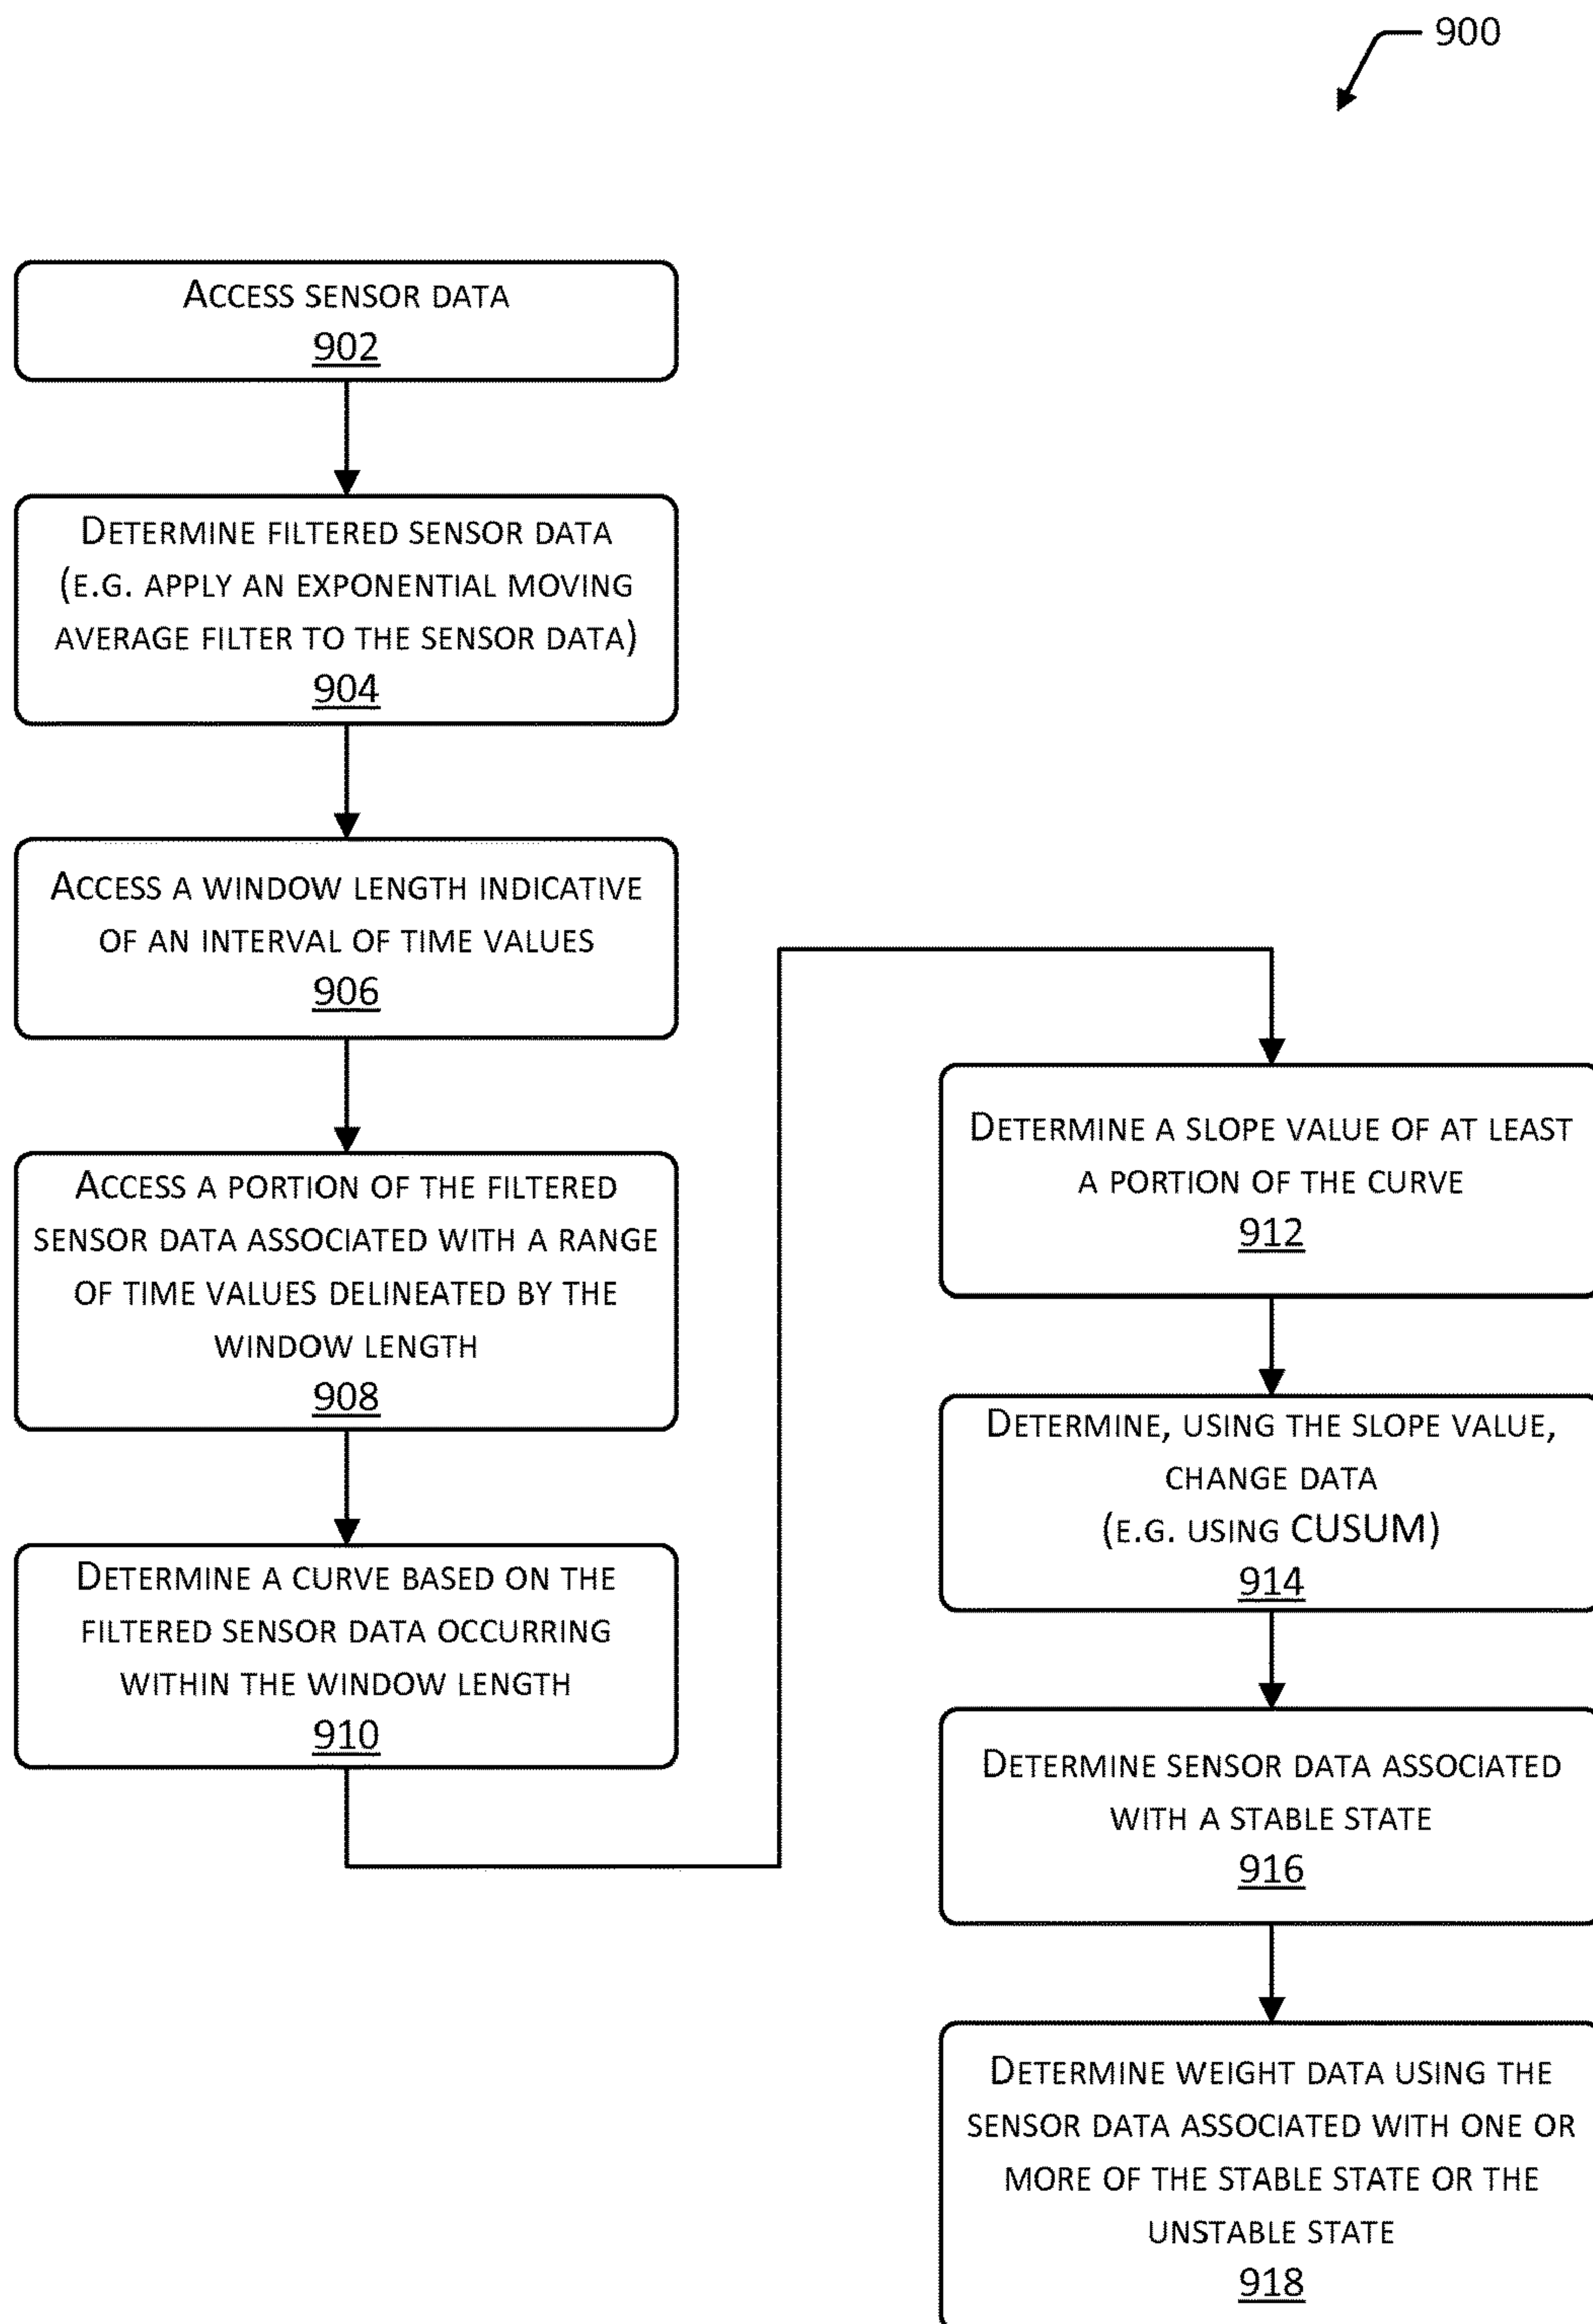 900
ACCESS SENSOR DATA
902
DETERMINE FILTERED SENSOR DATA
(E.G. APPLY AN EXPONENTIAL MOVING
AVERAGE FILTER TO THE SENSOR DATA)
904
ACCESS A WINDOW LENGTH INDICATIVE
OF AN INTERVAL OF TIME VALUES
906
ACCESS A PORTION OF THE FILTERED
SENSOR DATA ASSOCIATED WITH A RANGE
OF TIME VALUES DELINEATED BY THE
WINDOW LENGTH
908
DETERMINE A CURVE BASED ON THE
FILTERED SENSOR DATA OCCURRING
WITHIN THE WINDOW LENGTH
910
DETERMINE A SLOPE VALUE OF AT LEAST
A PORTION OF THE CURVE
912
DETERMINE, USING THE SLOPE VALUE,
CHANGE DATA
(E.G. USING CUSUM)
914
DETERMINE SENSOR DATA ASSOCIATED
WITH A STABLE STATE
916
DETERMINE WEIGHT DATA USING THE
SENSOR DATA ASSOCIATED WITH ONE OR
MORE OF THE STABLE STATE OR THE
UNSTABLE STATE
918